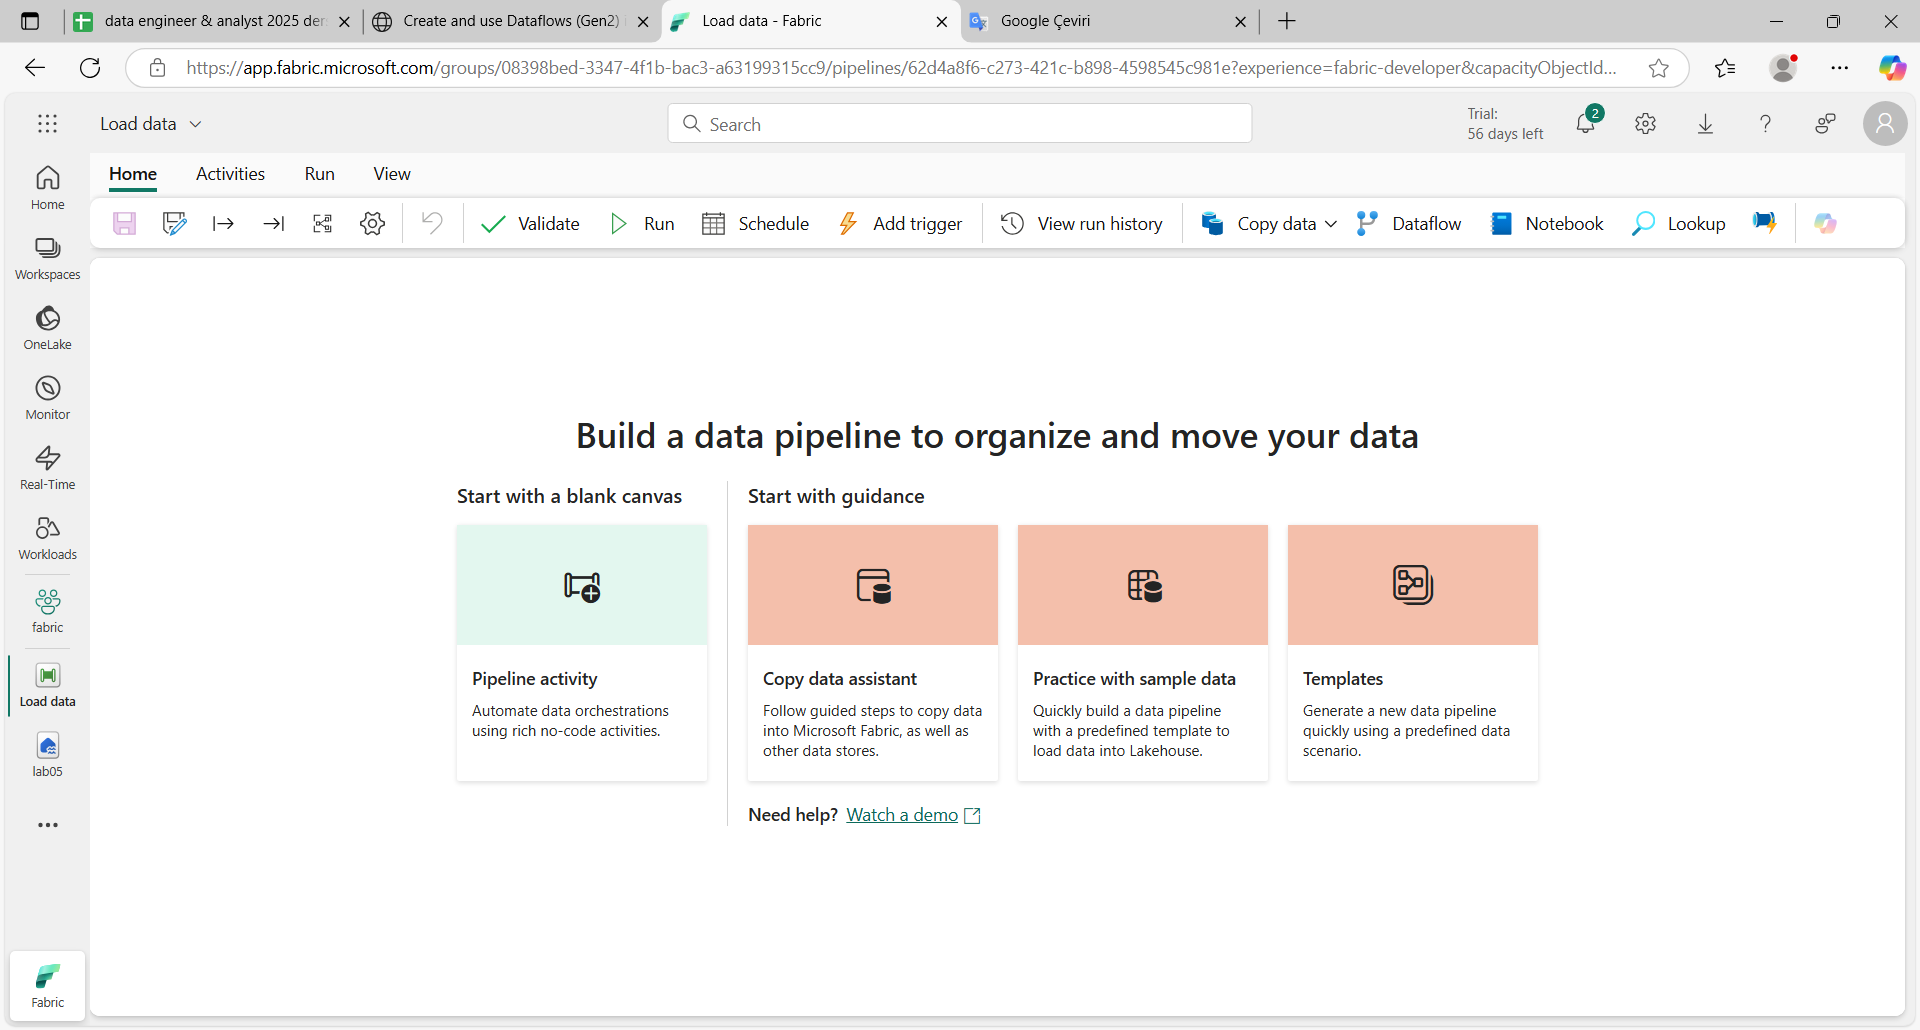 data engineer & analyst 2025 der
Create and use Dataflows (Gen2) i
Load data - Fabric
Google Çeviri
https://app.fabric.microsoft.com/groups/08398bed-3347-4f1b-bac3-a63199315cc9/pipelines/62d4a8f6-c273-421c-b898-4598545c981e?experience=fabric-developer&capacityObjectId...
Load data
Search
Trial:
56 days left
2
Home
Activities
Run
View
Validate
Run
Schedule
Add trigger
View run history
Copy data
Dataflow
Notebook
Lookup
Home
Workspaces
OneLake
Monitor
Real-Time
Workloads
fabric
Load data
lab05
Fabric
Build a data pipeline to organize and move your data
Start with a blank canvas
Start with guidance
Pipeline activity
Automate data orchestrations
using rich no-code activities.
Copy data assistant
Follow guided steps to copy data
into Microsoft Fabric, as well as
other data stores.
Practice with sample data
Quickly build a data pipeline
with a predefined template to
load data into Lakehouse.
Templates
Generate a new data pipeline
quickly using a predefined data
scenario.
Need help? Watch a demo